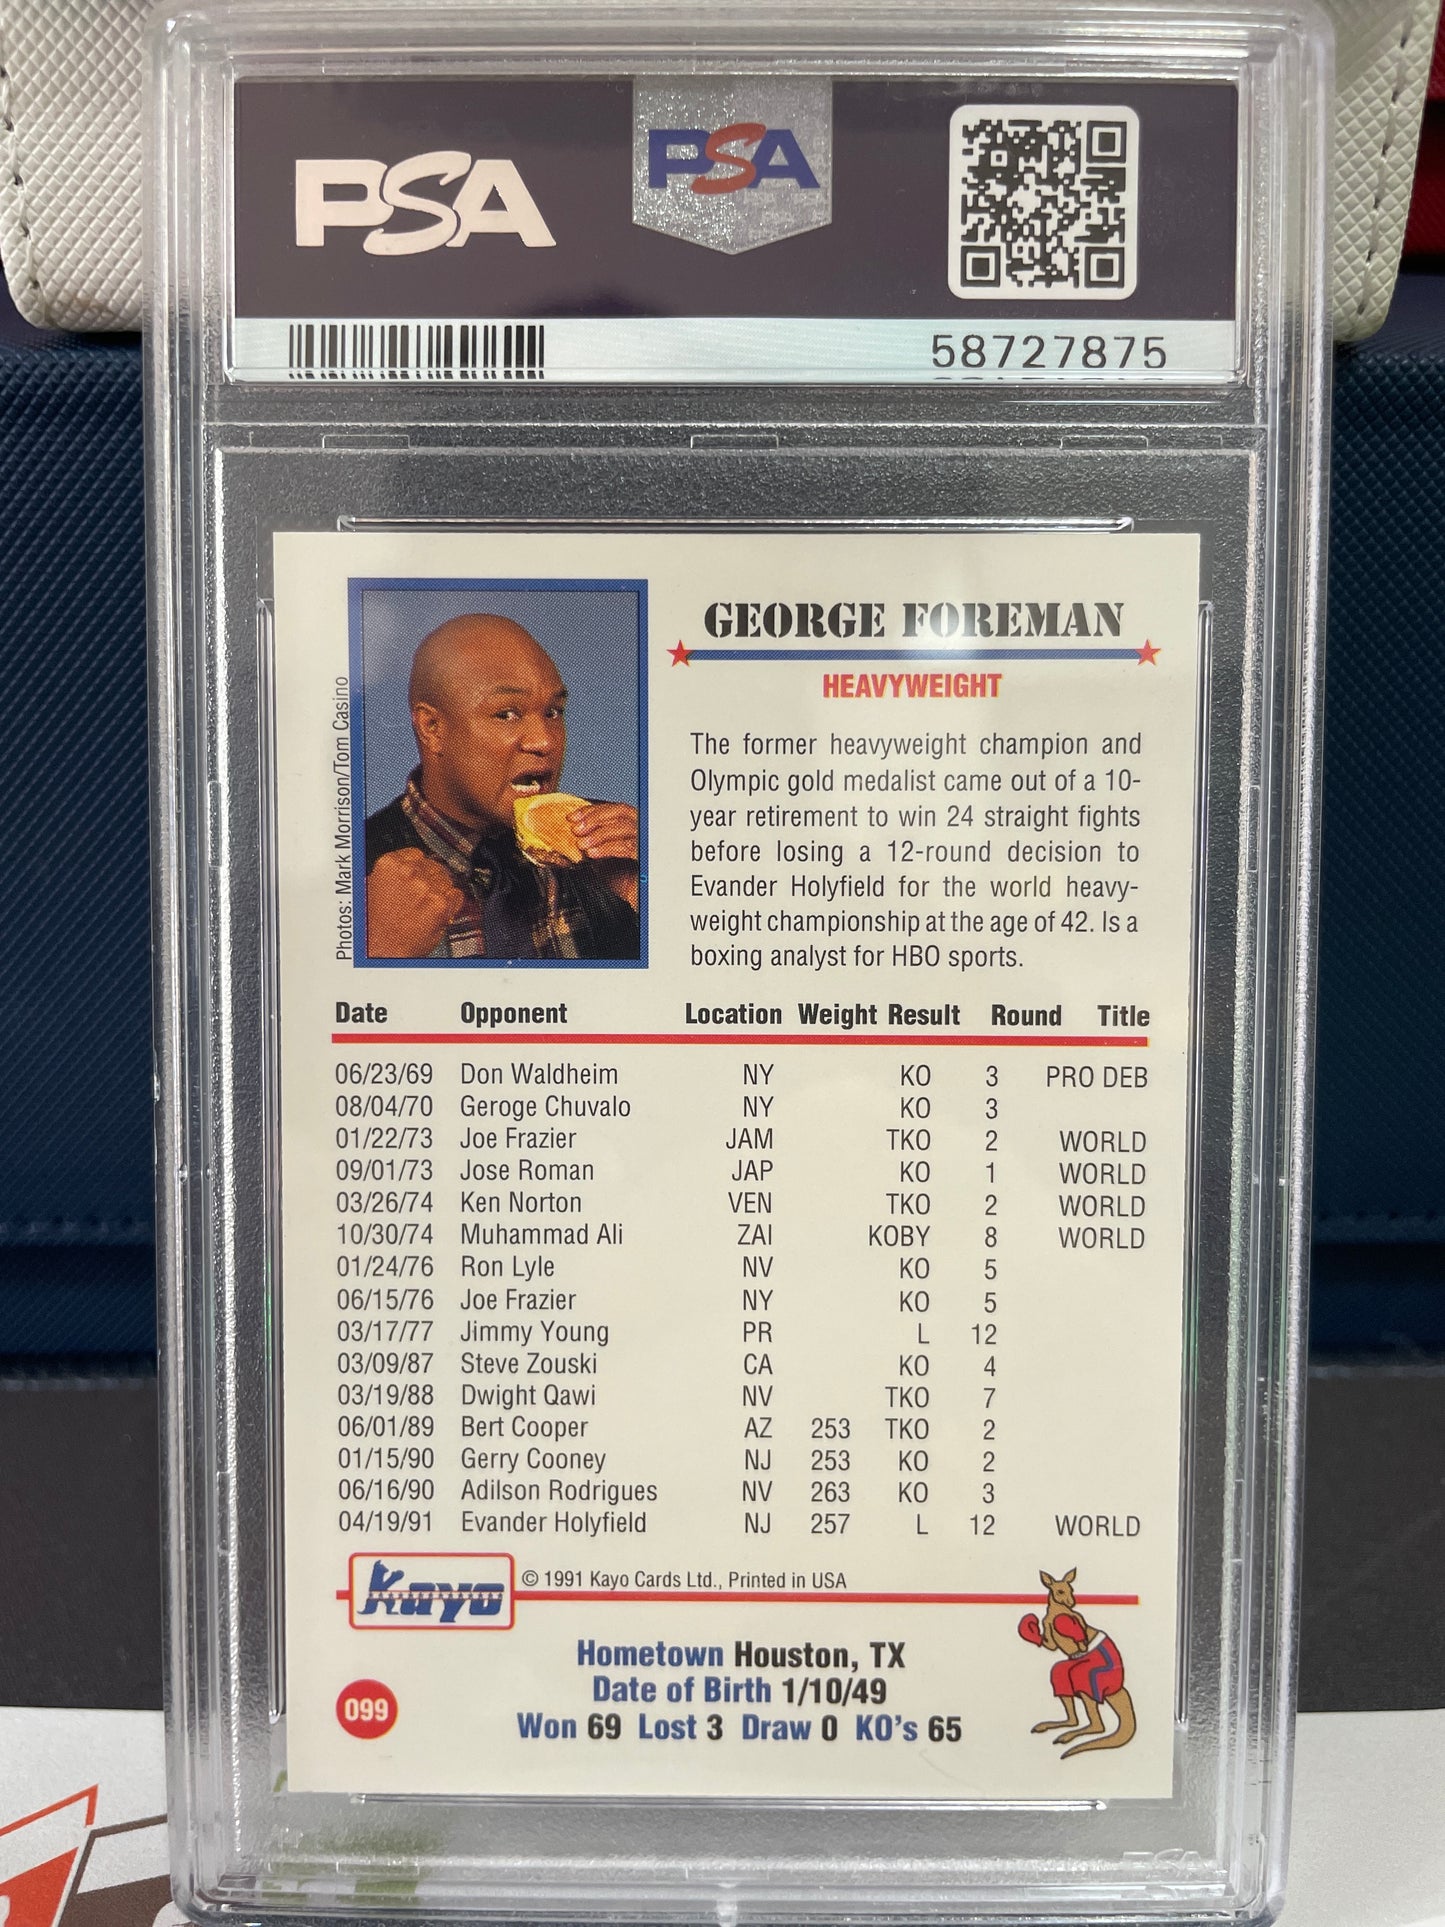 PSA
PSA
58727875
Photos: Mark Morrison/Tom Casino
GEORGE FOREMAN
HEAVYWEIGHT
The former heavyweight champion and
Olympic gold medalist came out of a 10-
year retirement to win 24 straight fights
before losing a 12-round decision to
Evander Holyfield for the world heavy-
weight championship at the age of 42. Is a
boxing analyst for HBO sports.
Date Opponent Location Weight Result Round Title
06/23/69 Don Waldheim NY KO 3 PRO DEB
08/04/70 Geroge Chuvalo NY KO 3
01/22/73 Joe Frazier JAM TKO 2 WORLD
09/01/73 Jose Roman JAP KO 1 WORLD
03/26/74 Ken Norton VEN TKO 2 WORLD
10/30/74 Muhammad Ali ZAI KOBY 8 WORLD
01/24/76 Ron Lyle NV KO 5
06/15/76 Joe Frazier NY KO 5
03/17/77 Jimmy Young PR L 12
03/09/87 Steve Zouski CA KO 4
03/19/88 Dwight Qawi NV TKO 7
06/01/89 Bert Cooper AZ 253 TKO 2
01/15/90 Gerry Cooney NJ 253 KO 2
06/16/90 Adilson Rodrigues NV 263 KO 3
04/19/91 Evander Holyfield NJ 257 L 12 WORLD
Kayo © 1991 Kayo Cards Ltd., Printed in USA
Hometown Houston, TX
Date of Birth 1/10/49
099
Won 69 Lost 3 Draw 0 KO's 65
PSA